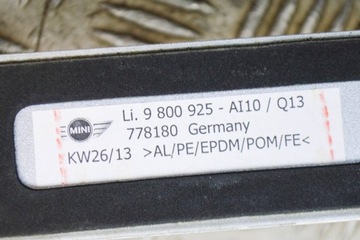 MINI
Li. 9 800 925 - AI10 / Q13
778180 Germany
KW26/13 >AL/PE/EPDM/POM/FE<